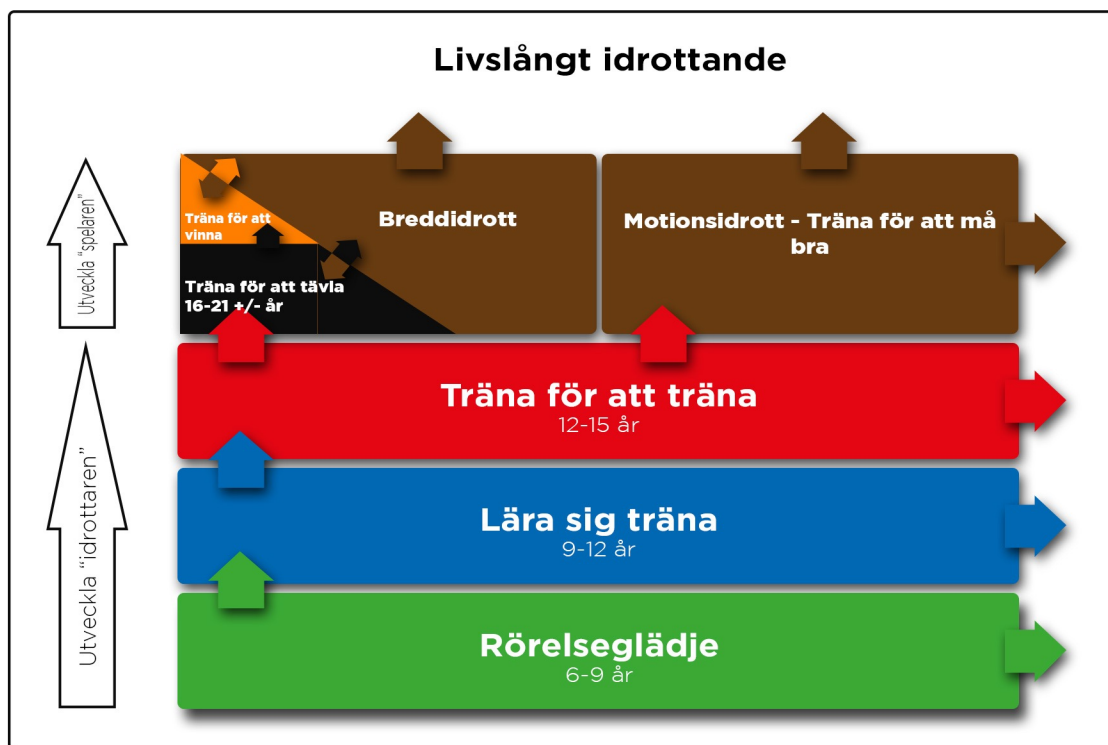 Livslångt idrottande
Utveckla “spelaren”
Träna för att
vinna
Träna för att tävla
16-21 +/- år
Breddidrott
Motionsidrott - Träna för att må
bra
Utveckla “idrottaren”
Träna för att träna
12-15 år
Lära sig träna
9-12 år
Rörelseglädje
6-9 år